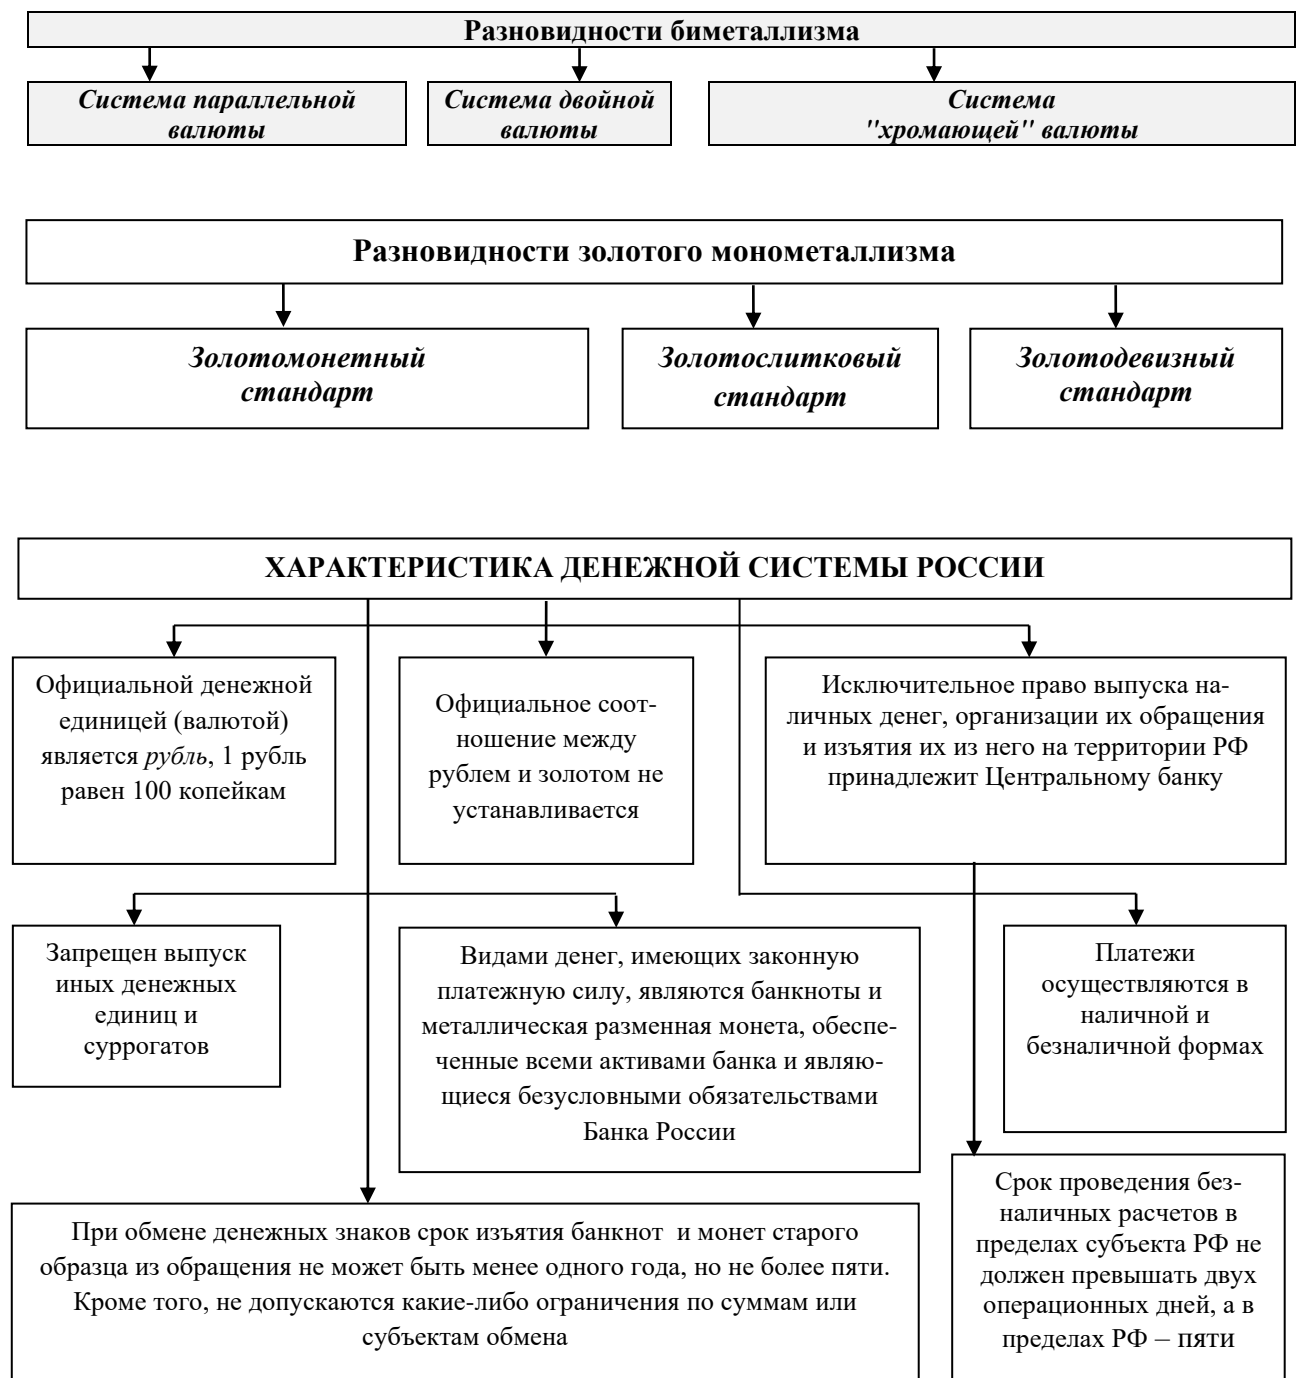 Разновидности биметаллизма
Система параллельной
валюты
Система двойной
валюты
Система
"хромающей" валюты
Разновидности золотого монометаллизма
Золотомонетный
стандарт
Золотослитковый
стандарт
Золотодевизный
стандарт
ХАРАКТЕРИСТИКА ДЕНЕЖНОЙ СИСТЕМЫ РОССИИ
Официальной денежной
единицей (валютой)
является рубль, 1 рубль
равен 100 копейкам
Официальное соот-
ношение между
рублем и золотом не
устанавливается
Исключительное право выпуска на-
личных денег, организации их обращения
и изъятия их из него на территории РФ
принадлежит Центральному банку
Запрещен выпуск
иных денежных
единиц и
суррогатов
Видами денег, имеющих законную
платежную силу, являются банкноты и
металлическая разменная монета, обеспе-
ченные всеми активами банка и являю-
щиеся безусловными обязательствами
Банка России
Платежи
осуществляются в
наличной и
безналичной формах
При обмене денежных знаков срок изъятия банкнот и монет старого
образца из обращения не может быть менее одного года, но не более пяти.
Кроме того, не допускаются какие-либо ограничения по суммам или
субъектам обмена
Срок проведения без-
наличных расчетов в
пределах субъекта РФ не
должен превышать двух
операционных дней, а в
пределах РФ – пяти